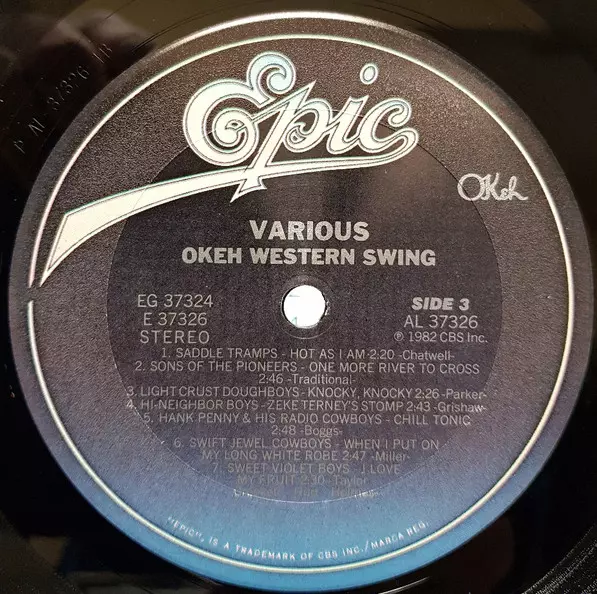 P AL 37326 1B
Epic
OKeh
VARIOUS
OKEH WESTERN SWING
EG 37324
E 37326
STEREO
SIDE 3
AL 37326
℗ 1982 CBS Inc.
1. SADDLE TRAMPS - HOT AS I AM 2:20 -Chatwell-
2. SONS OF THE PIONEERS - ONE MORE RIVER TO CROSS
2:46 -Traditional-
3. LIGHT CRUST DOUGHBOYS - KNOCKY, KNOCKY 2:26 -Parker-
4. HI-NEIGHBOR BOYS - ZEKE TERNEY'S STOMP 2:43 -Grishaw-
5. HANK PENNY & HIS RADIO COWBOYS - CHILL TONIC
2:48 -Boggs-
6. SWIFT JEWEL COWBOYS - WHEN I PUT ON
MY LONG WHITE ROBE 2:47 -Miller-
7. SWEET VIOLET BOYS - I LOVE
MY FRUIT 2:30 -Taylor
"EPIC", IS A TRADEMARK OF CBS INC./MARCA REG.